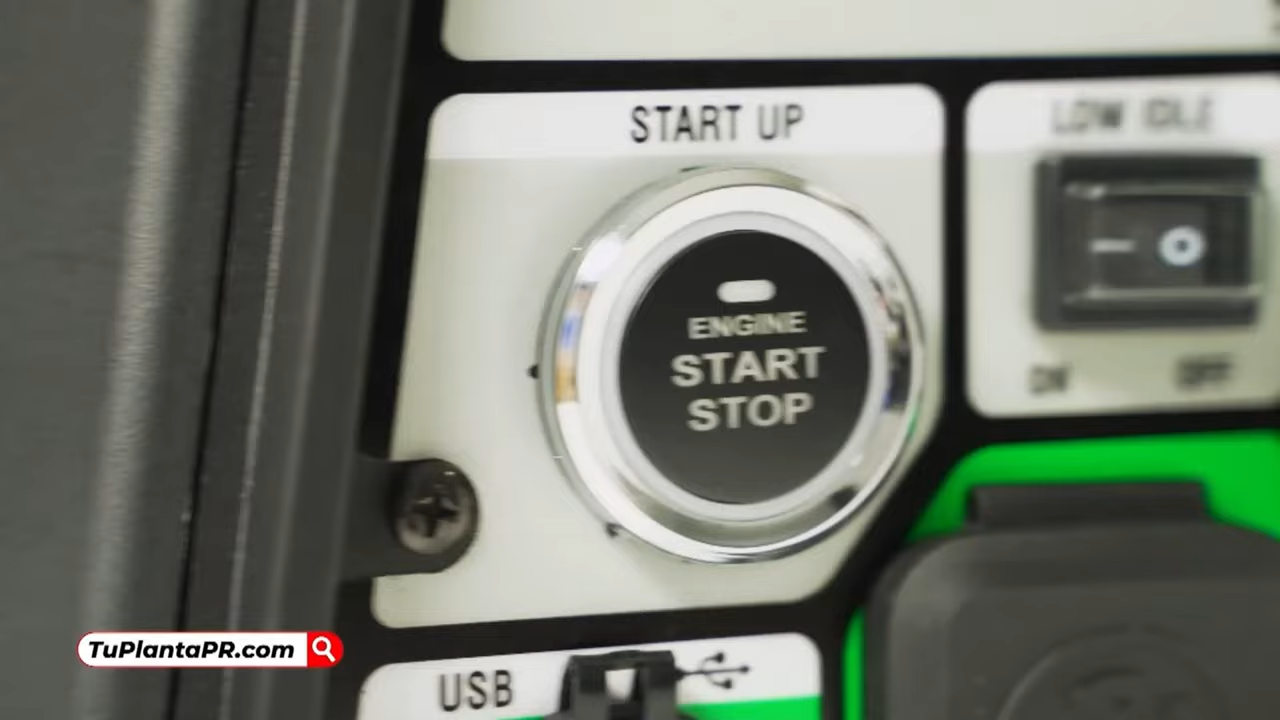 START UP
LOW IDLE
ENGINE
START
STOP
ON OFF
USB
TuPlantaPR.com